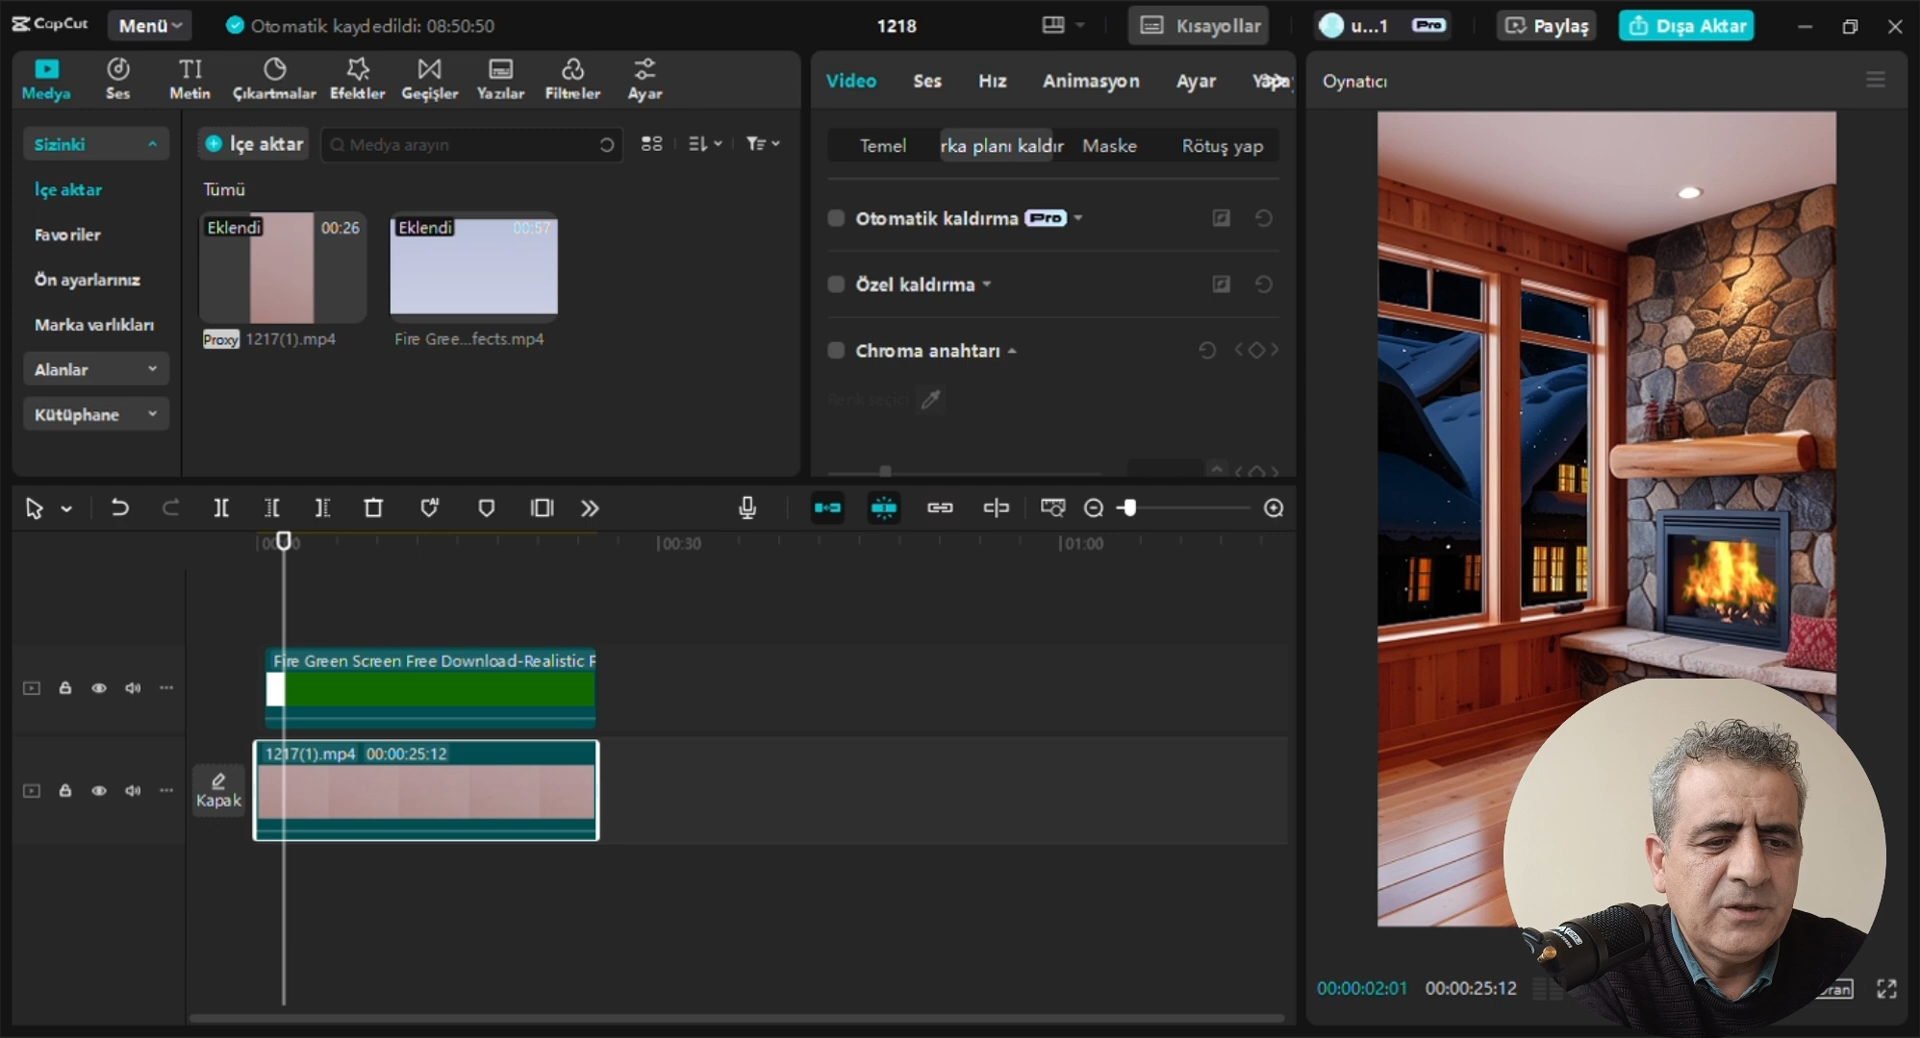 CapCut
Menü
Otomatik kaydedildi: 08:50:50
1218
Kısayollar
u...1
Pro
Paylaş
Dışa Aktar
Medya
Ses
Metin
Çıkartmalar
Efektler
Geçişler
Yazılar
Filtreler
Ayar
Video
Ses
Hız
Animasyon
Ayar
Oynatıcı
Sizinki
İçe aktar
Favoriler
Ön ayarlarınız
Marka varlıkları
Alanlar
Kütüphane
İçe aktar
Medya arayın
Tümü
Eklendi
00:26
Proxy
1217(1).mp4
Eklendi
00:57
Fire Gree...fects.mp4
Temel
rka planı kaldır
Maske
Rötuş yap
Otomatik kaldırma
Pro
Özel kaldırma
Chroma anahtarı
Renk seçici
00:30
01:00
Fire Green Screen Free Download-Realistic F
1217(1).mp4
00:00:25:12
Kapak
00:00:02:01
00:00:25:12